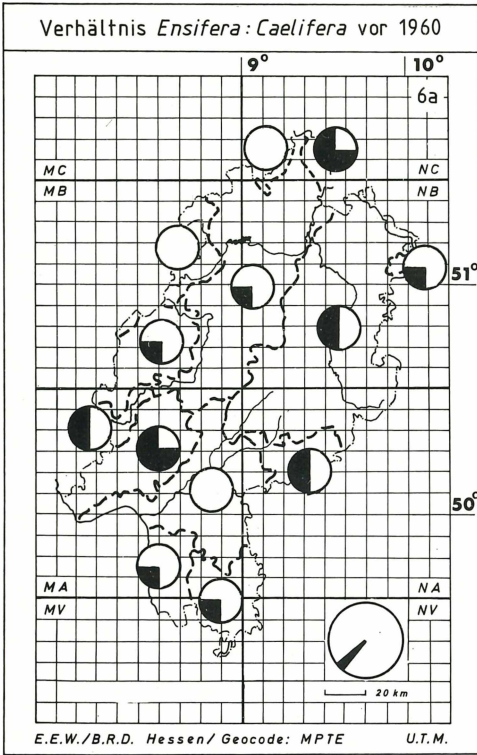 Verhältnis Ensifera : Caelifera vor 1960
9° 10°
6a
MC NC
MB NB
51°
50°
MA NA
MV NV
20 km
E.E.W./B.R.D. Hessen/ Geocode: MPTE U.T.M.